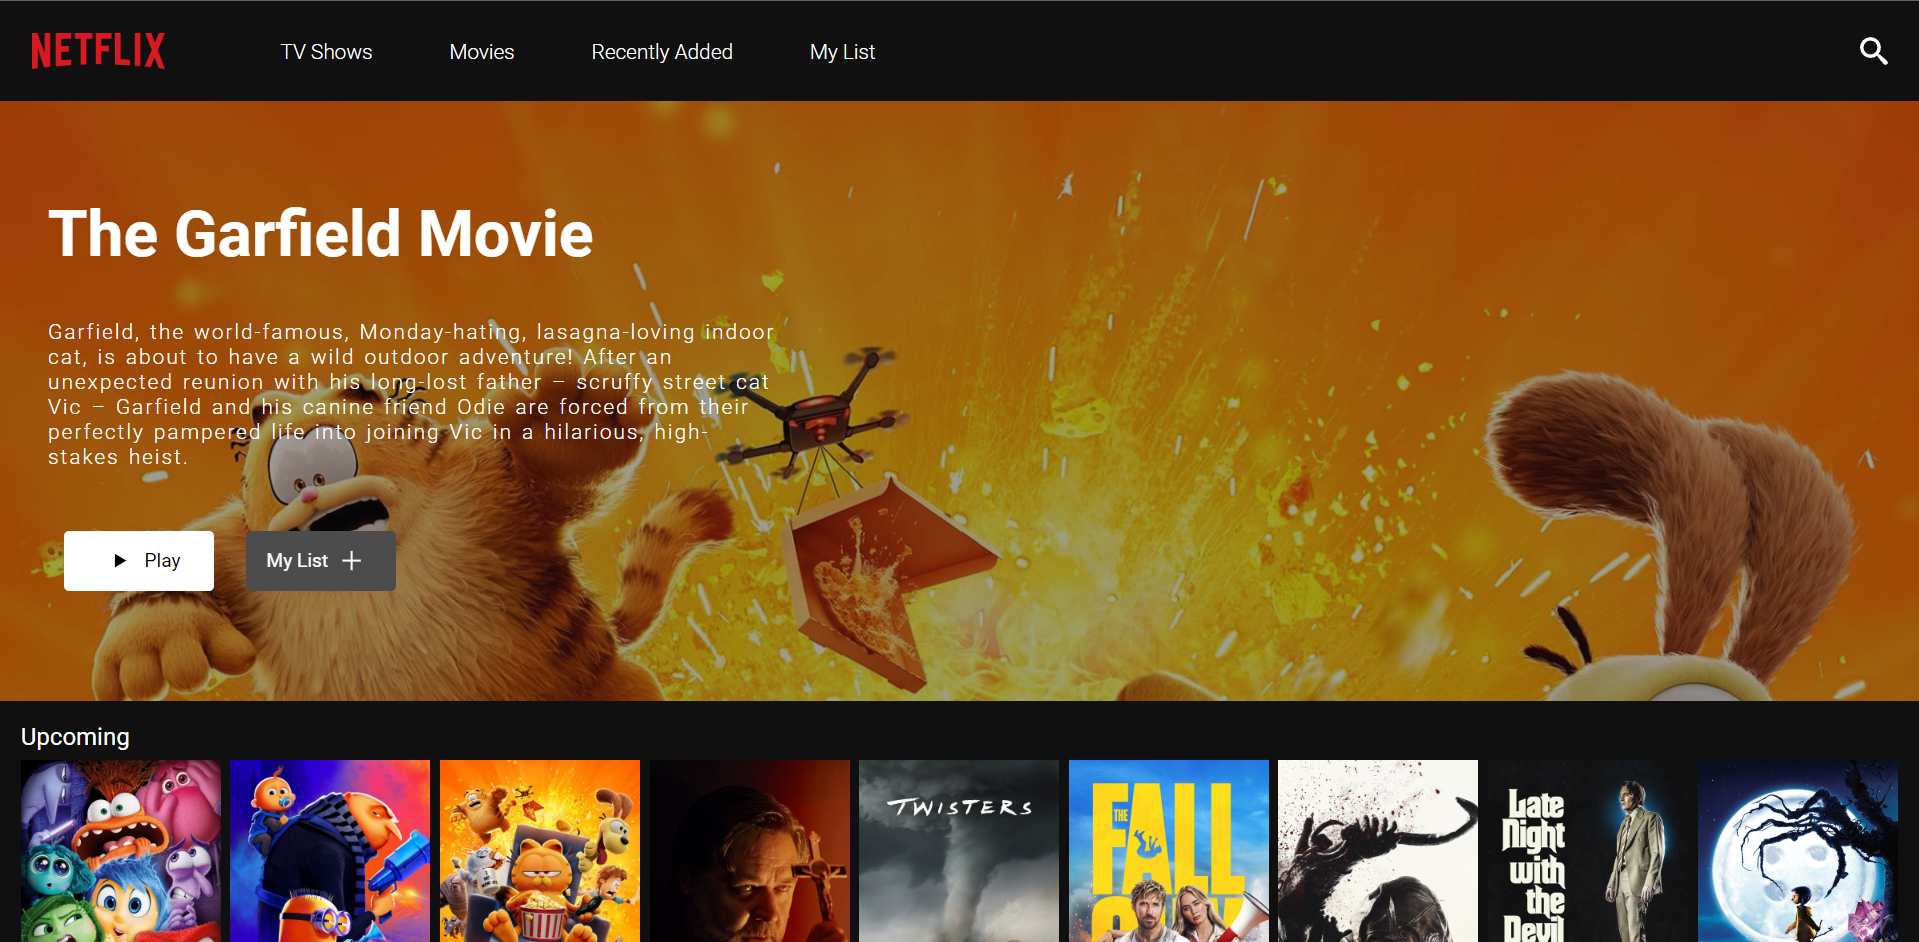 NETFLIX
TV Shows
Movies
Recently Added
My List
The Garfield Movie
Garfield, the world-famous, Monday-hating, lasagna-loving indoor
cat, is about to have a wild outdoor adventure! After an
unexpected reunion with his long-lost father – scruffy street cat
Vic – Garfield and his canine friend Odie are forced from their
perfectly pampered life into joining Vic in a hilarious, high-
stakes heist.
Play
My List
Upcoming
TWISTERS
THE
FALL
Late
Night
with
the
Devil